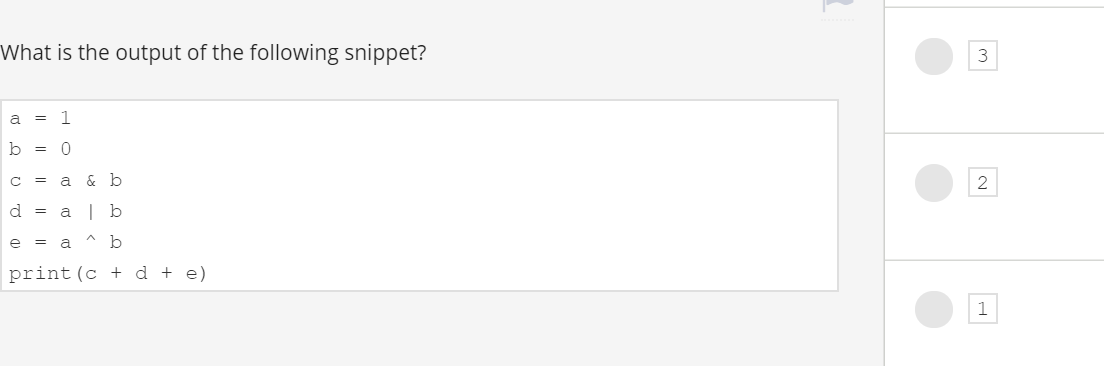 What is the output of the following snippet?
a = 1
b = 0
c = a & b
d = a | b
e = a ^ b
print(c + d + e)
3
2
1